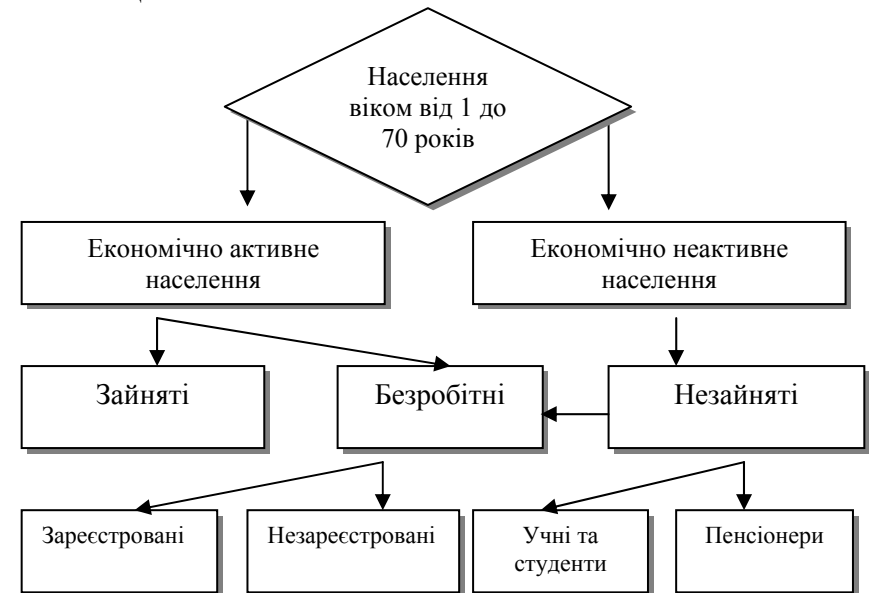 Населення
віком від 1 до
70 років
Економічно активне
населення
Економічно неактивне
населення
Зайняті
Безробітні
Незайняті
Зареєстровані
Незареєстровані
Учні та
студенти
Пенсіонери